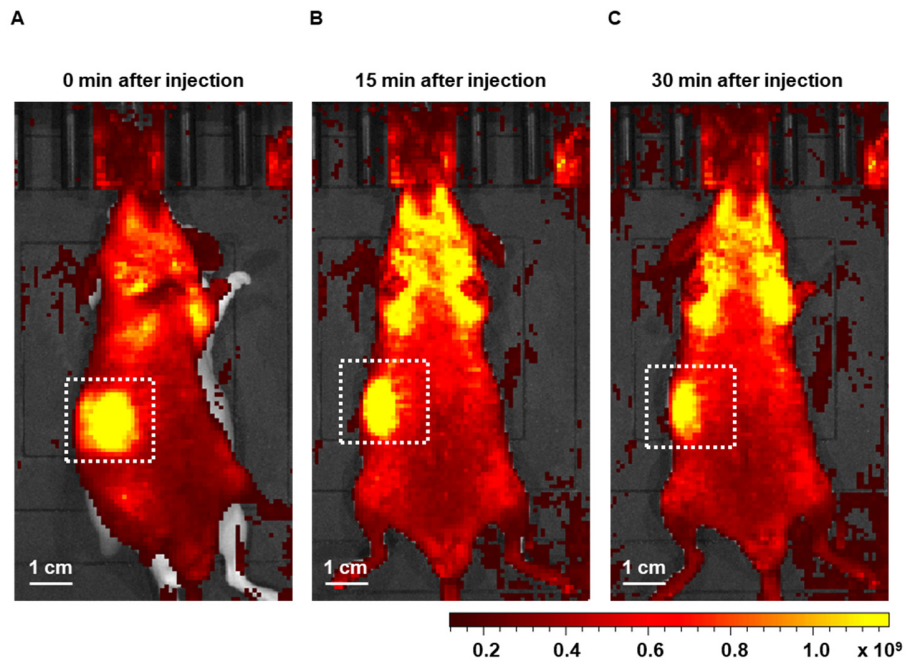 A
B
C
0 min after injection
15 min after injection
30 min after injection
1 cm
1 cm
1 cm
0.2 0.4 0.6 0.8 1.0 x 10⁹